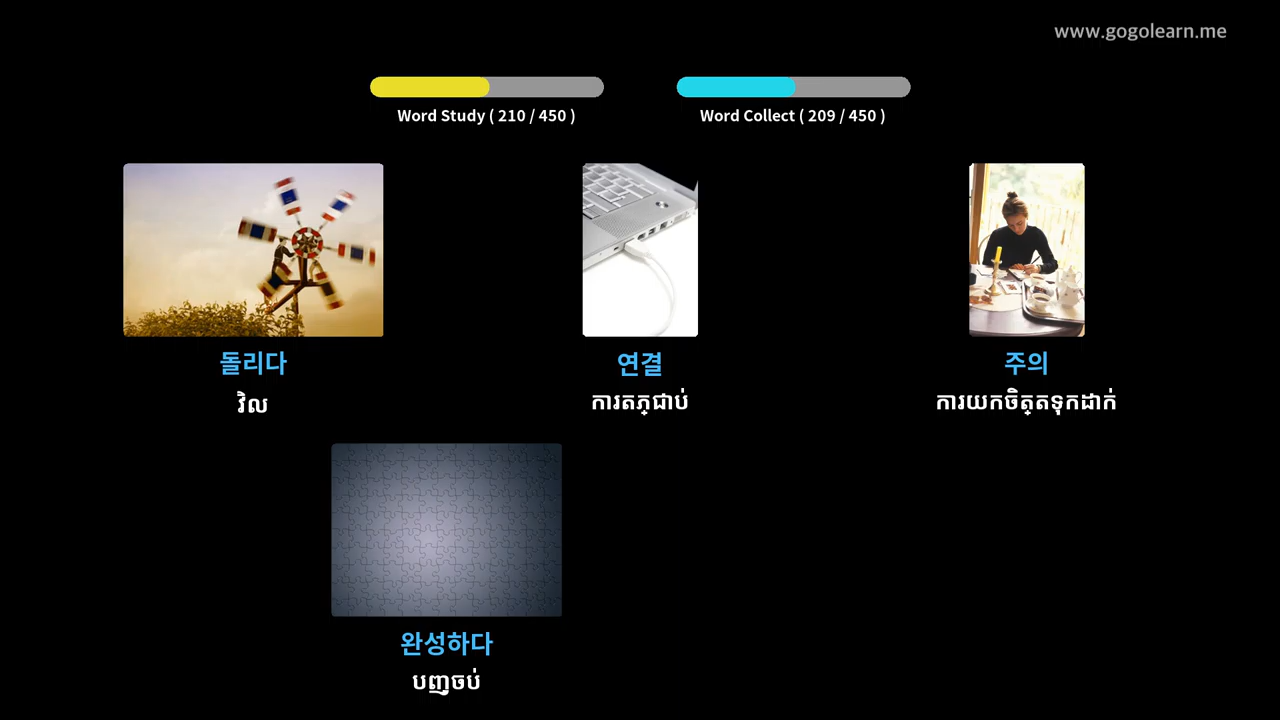 www.gogolearn.me
Word Study ( 210 / 450 )
Word Collect ( 209 / 450 )
돌리다
វិល
연결
ការតភ្ជាប់
주의
ការយកចិត្តទុកដាក់
완성하다
បញ្ចប់